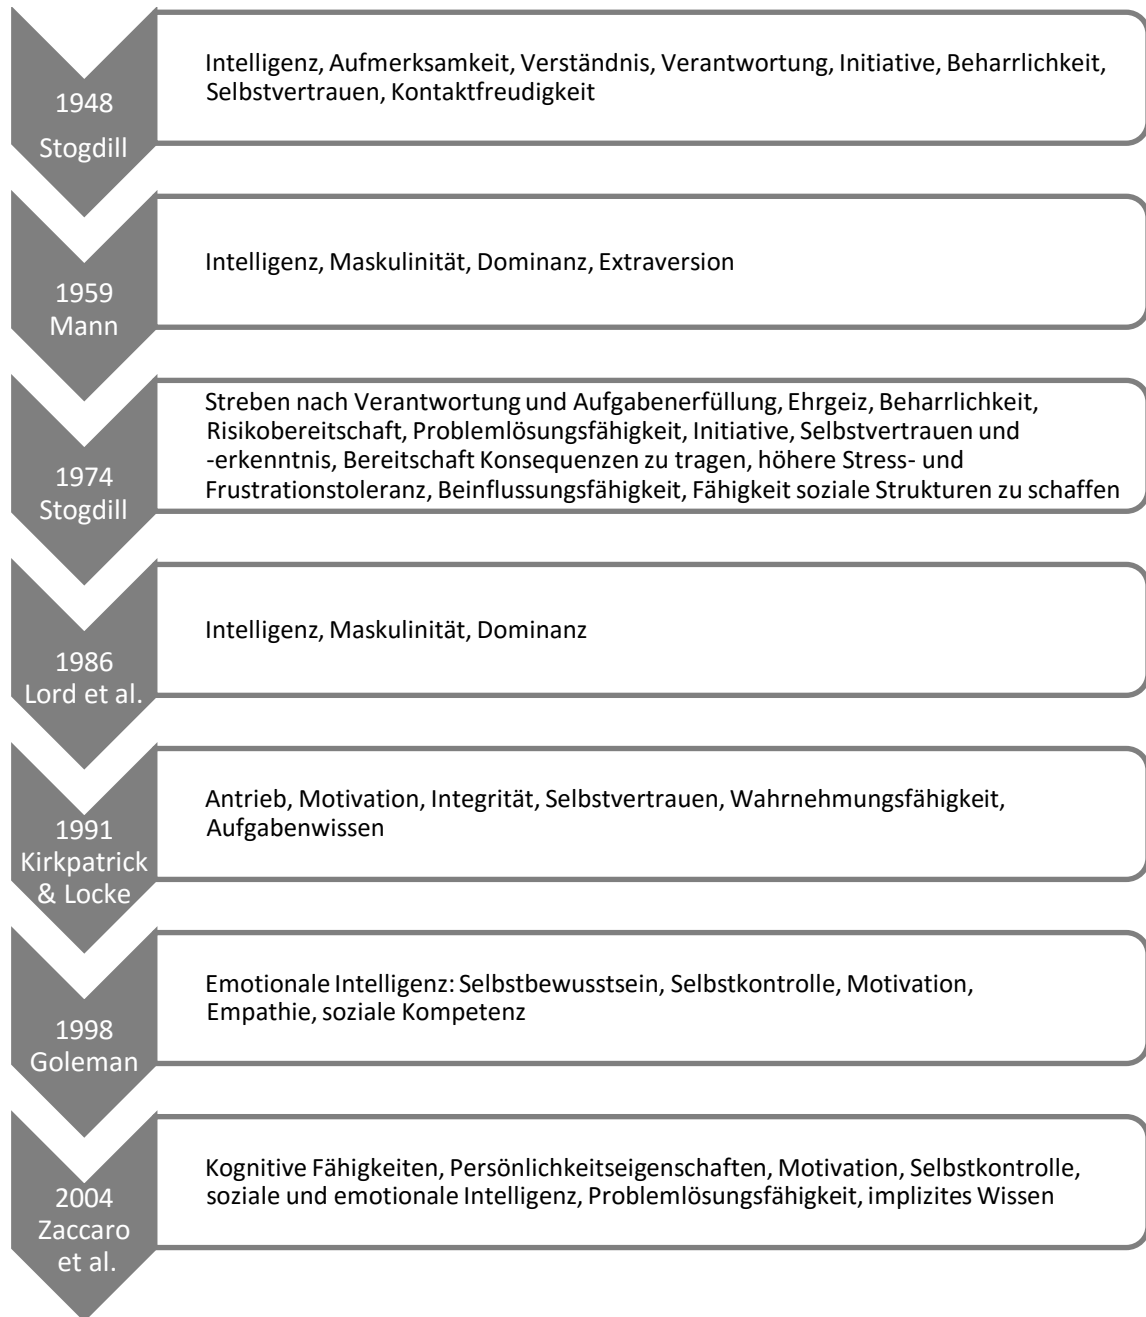 1948
Stogdill
Intelligenz, Aufmerksamkeit, Verständnis, Verantwortung, Initiative, Beharrlichkeit,
Selbstvertrauen, Kontaktfreudigkeit
1959
Mann
Intelligenz, Maskulinität, Dominanz, Extraversion
1974
Stogdill
Streben nach Verantwortung und Aufgabenerfüllung, Ehrgeiz, Beharrlichkeit,
Risikobereitschaft, Problemlösungsfähigkeit, Initiative, Selbstvertrauen und
-erkenntnis, Bereitschaft Konsequenzen zu tragen, höhere Stress- und
Frustrationstoleranz, Beinflussungsfähigkeit, Fähigkeit soziale Strukturen zu schaffen
1986
Lord et al.
Intelligenz, Maskulinität, Dominanz
1991
Kirkpatrick
& Locke
Antrieb, Motivation, Integrität, Selbstvertrauen, Wahrnehmungsfähigkeit,
Aufgabenwissen
1998
Goleman
Emotionale Intelligenz: Selbstbewusstsein, Selbstkontrolle, Motivation,
Empathie, soziale Kompetenz
2004
Zaccaro
et al.
Kognitive Fähigkeiten, Persönlichkeitseigenschaften, Motivation, Selbstkontrolle,
soziale und emotionale Intelligenz, Problemlösungsfähigkeit, implizites Wissen